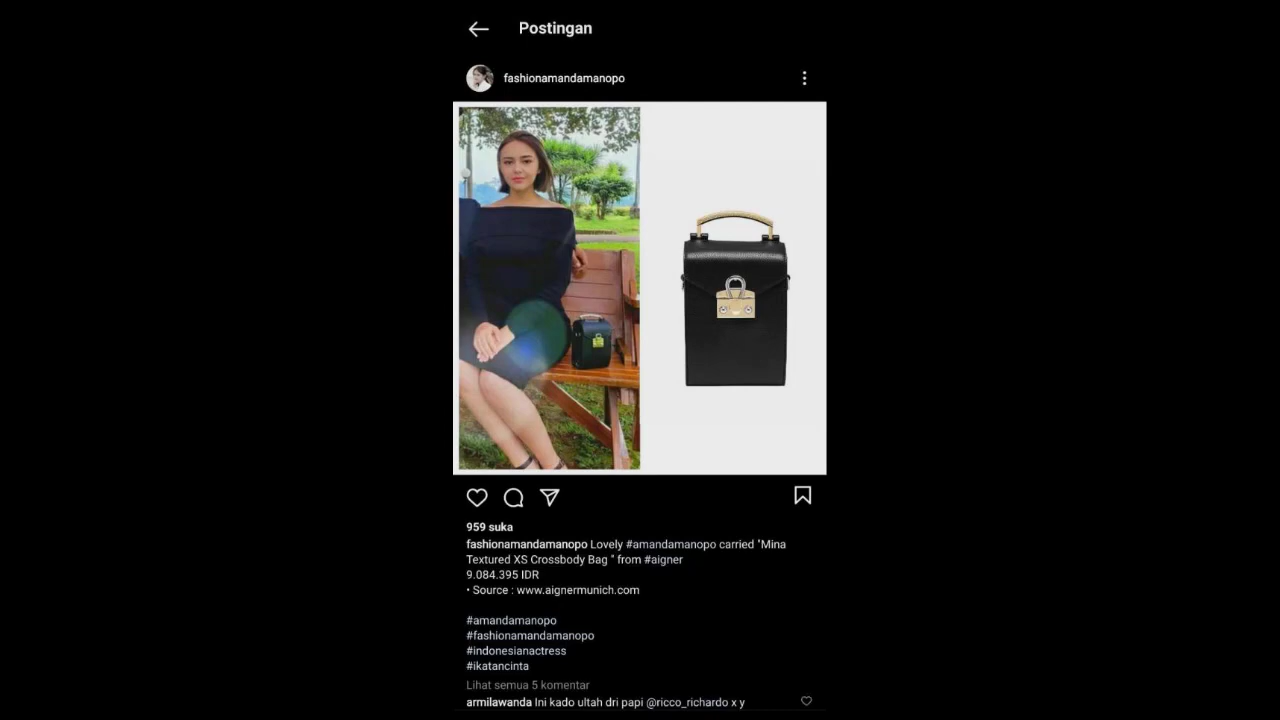 Postingan
fashionamandamanopo
959 suka
fashionamandamanopo Lovely #amandamanopo carried "Mina
Textured XS Crossbody Bag " from #aigner
9.084.395 IDR
• Source : www.aignermunich.com
#amandamanopo
#fashionamandamanopo
#indonesianactress
#ikatancinta
Lihat semua 5 komentar
armilawanda Ini kado ultah dri papi @ricco_richardo x y